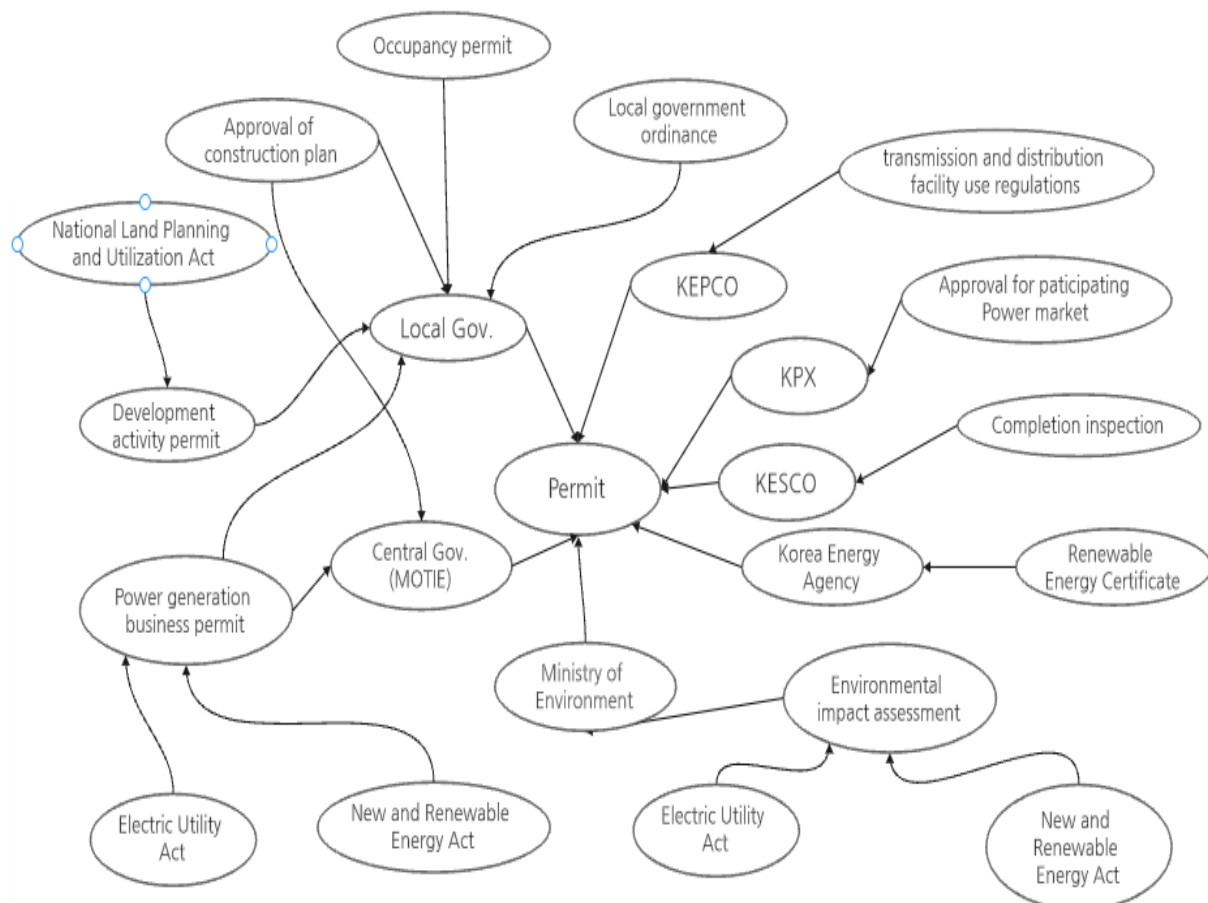 Occupancy permit
Approval of
construction plan
Local government
ordinance
transmission and distribution
facility use regulations
National Land Planning
and Utilization Act
KEPCO
Approval for paticipating
Power market
Local Gov.
KPX
Development
activity permit
Completion inspection
Permit
KESCO
Central Gov.
(MOTIE)
Korea Energy
Agency
Renewable
Energy Certificate
Power generation
business permit
Ministry of
Environment
Environmental
impact assessment
Electric Utility
Act
New and Renewable
Energy Act
Electric Utility
Act
New and
Renewable
Energy Act